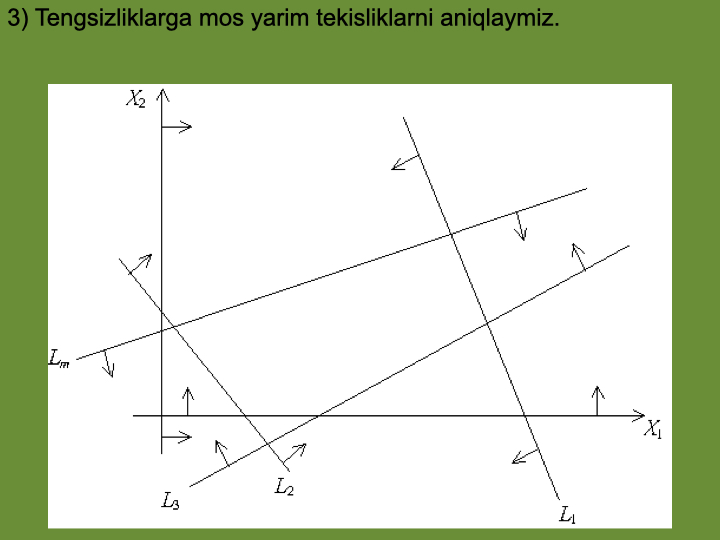 3) Tengsizliklarga mos yarim tekisliklarni aniqlaymiz.
X₂
Lₘ
X₁
L₃
L₂
L₁